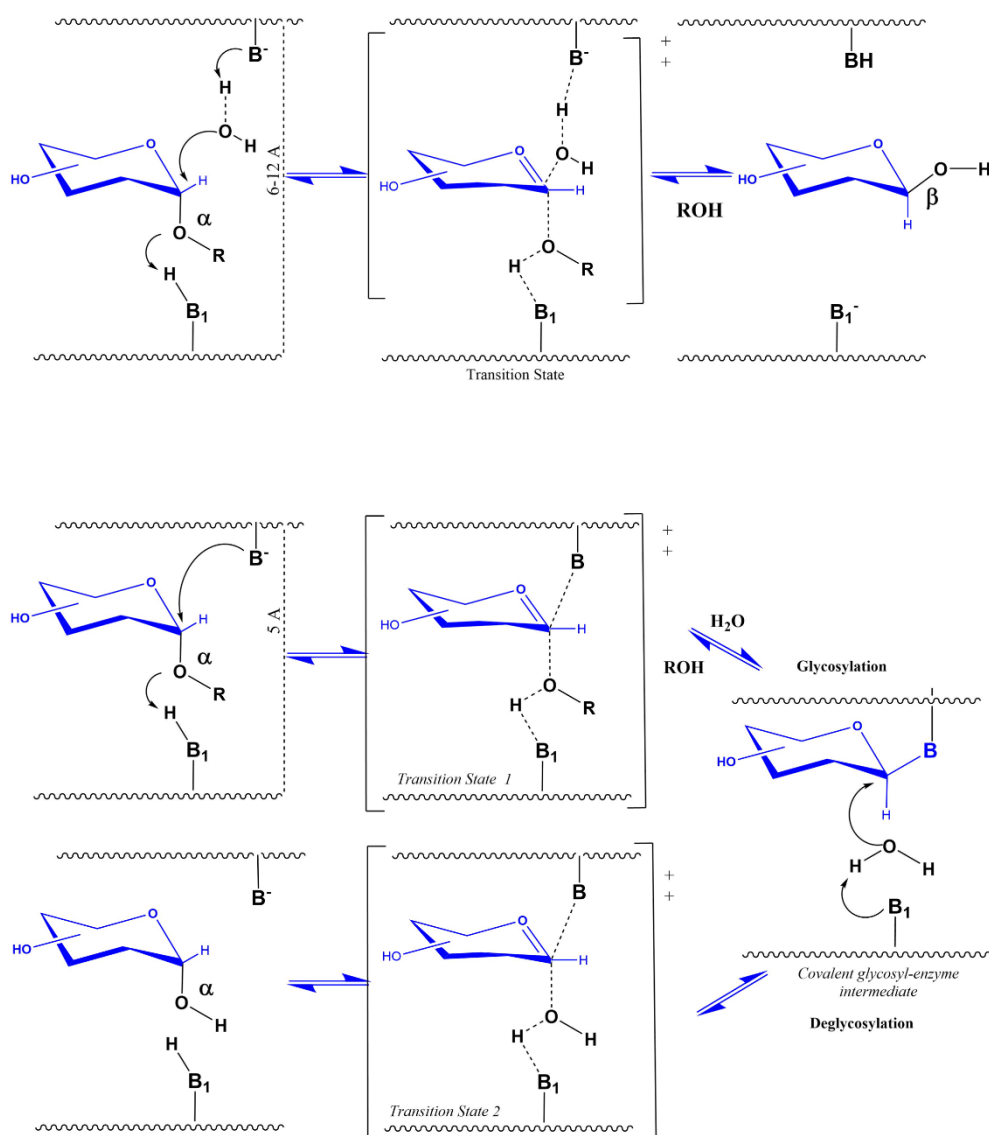 B-
H
O
H
O
HO
H
α
O
R
H
B1
6-12 A
B-
H
O
H
O
HO
H
O
H
R
B1
Transition State
+
+
ROH
BH
O
O
H
HO
β
H
B1-
B-
O
HO
H
α
O
R
H
B1
5 A
B
O
HO
H
O
H
R
B1
Transition State 1
+
+
H2O
ROH
Glycosylation
O
B
HO
H
O
H
H
B1
Covalent glycosyl-enzyme
intermediate
Deglycosylation
B-
O
HO
H
α
O
H
H
B1
B
O
HO
H
O
H
H
B1
Transition State 2
+
+